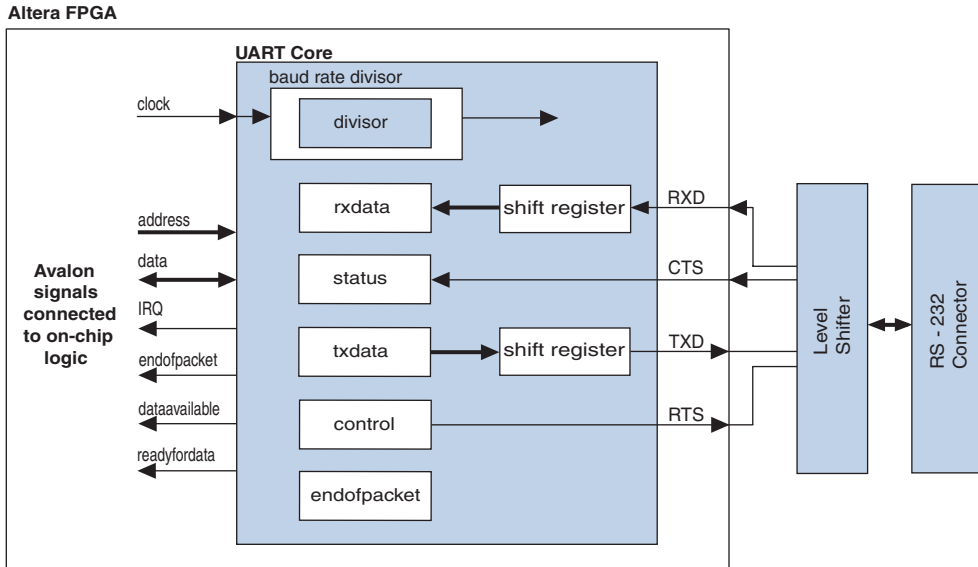 Altera FPGA
UART Core
baud rate divisor
clock
divisor
rxdata
shift register
RXD
address
data
status
CTS
Avalon
signals
connected
to on-chip
logic
IRQ
txdata
shift register
TXD
endofpacket
dataavailable
control
RTS
readyfordata
endofpacket
Level
Shifter
RS - 232
Connector